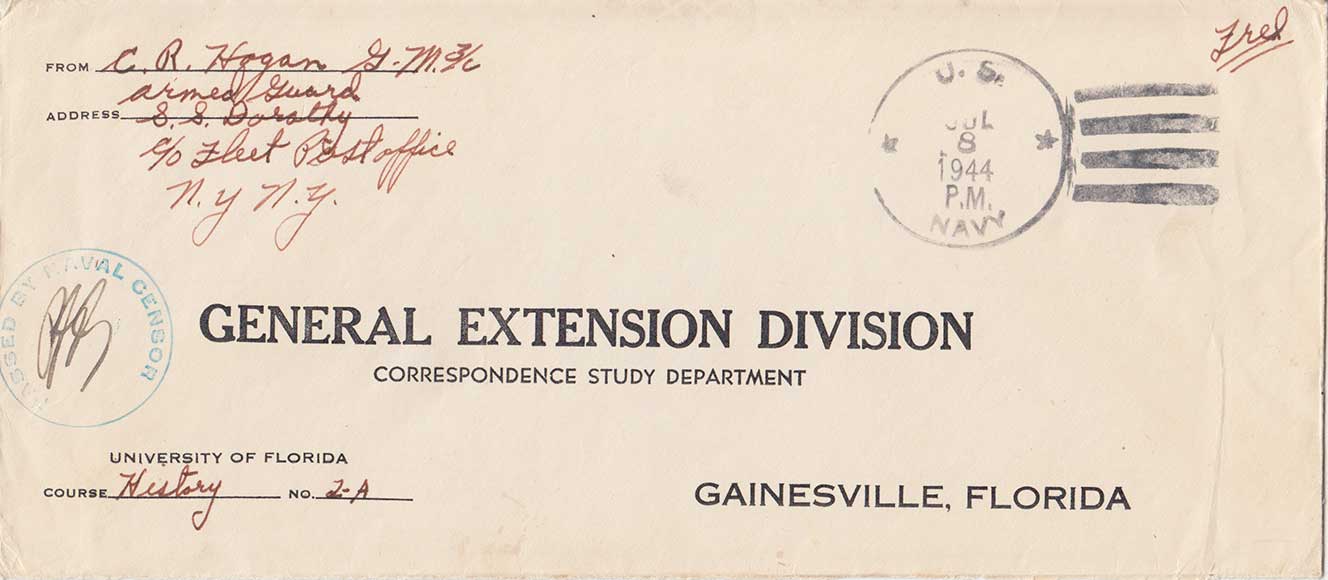 FROM C. R. Hogan G.M. 3/c
Armed Guard
ADDRESS S. S. Dorothy
c/o Fleet Post office
N. Y N. Y.
Fred
U. S.
JUL
8
1944
P.M.
NAVY
PASSED BY NAVAL CENSOR
GENERAL EXTENSION DIVISION
CORRESPONDENCE STUDY DEPARTMENT
UNIVERSITY OF FLORIDA
COURSE History NO. 2-A
GAINESVILLE, FLORIDA